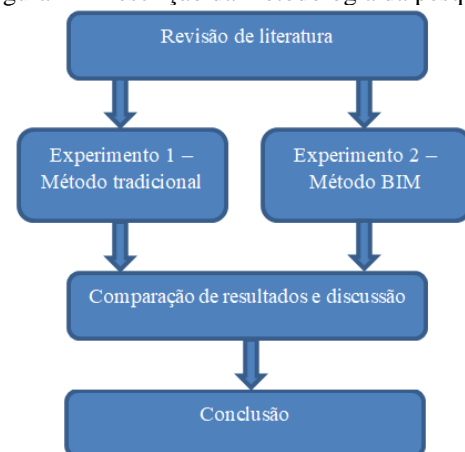 Revisão de literatura
Experimento 1 –
Método tradicional
Experimento 2 –
Método BIM
Comparação de resultados e discussão
Conclusão